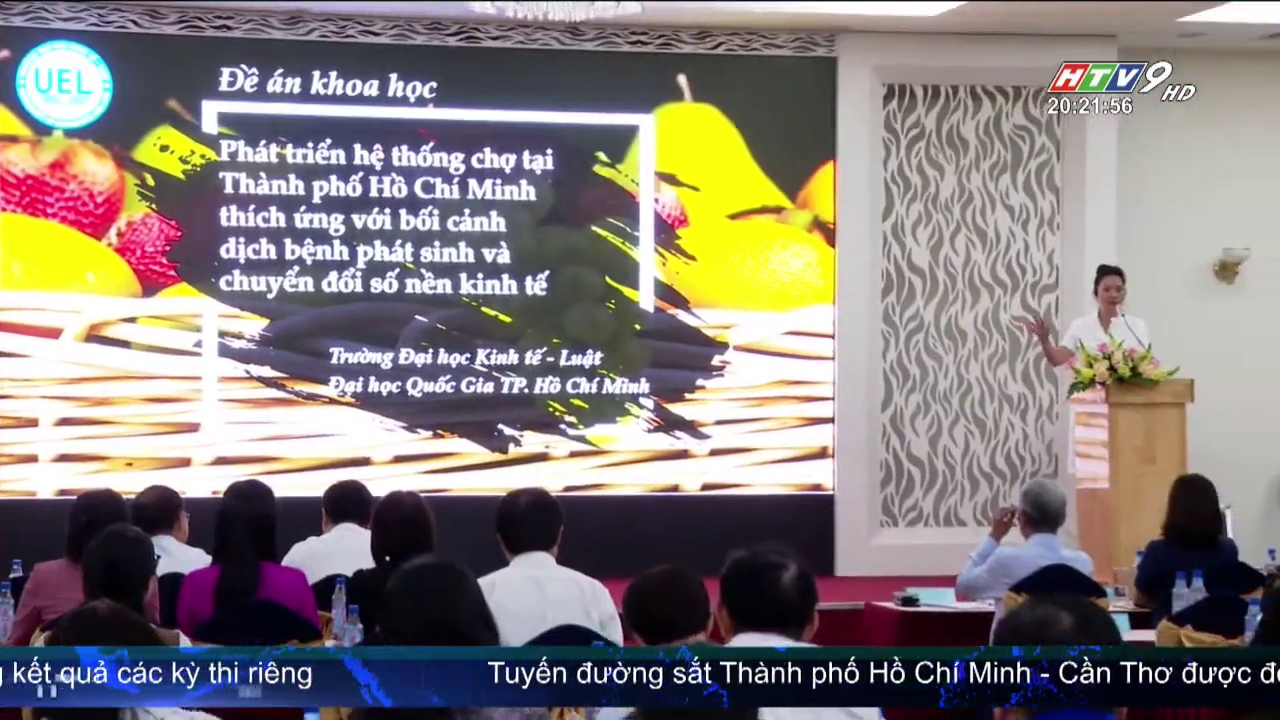 UEL
Đề án khoa học
HTV9 HD
20:21:56
Phát triển hệ thống chợ tại
Thành phố Hồ Chí Minh
thích ứng với bối cảnh
dịch bệnh phát sinh và
chuyển đổi số nền kinh tế
Trường Đại học Kinh tế - Luật
Đại học Quốc Gia TP. Hồ Chí Minh
kết quả các kỳ thi riêng
Tuyến đường sắt Thành phố Hồ Chí Minh - Cần Thơ được